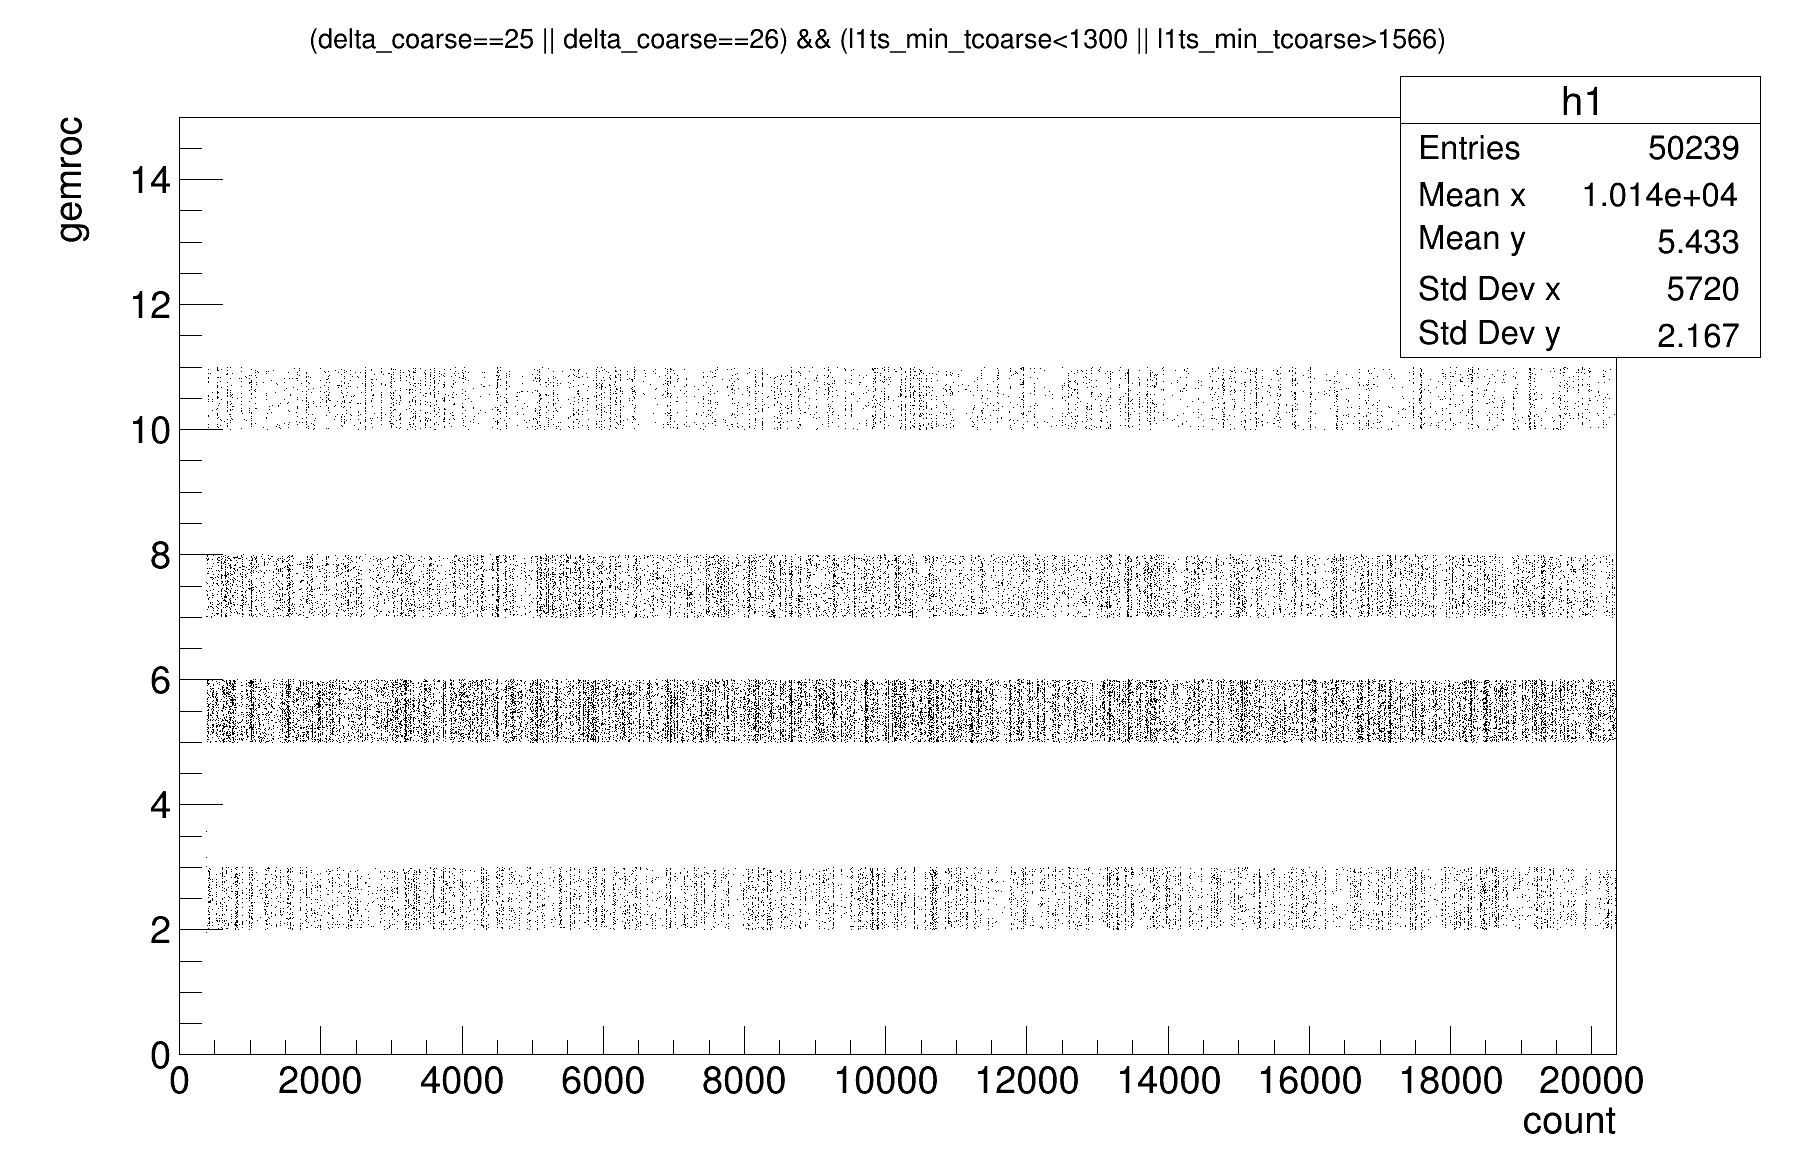 (delta_coarse==25 || delta_coarse==26) && (l1ts_min_tcoarse<1300 || l1ts_min_tcoarse>1566)
h1
Entries 50239
Mean x 1.014e+04
Mean y 5.433
Std Dev x 5720
Std Dev y 2.167
gemroc
14
12
10
8
6
4
2
0
0 2000 4000 6000 8000 10000 12000 14000 16000 18000 20000
count